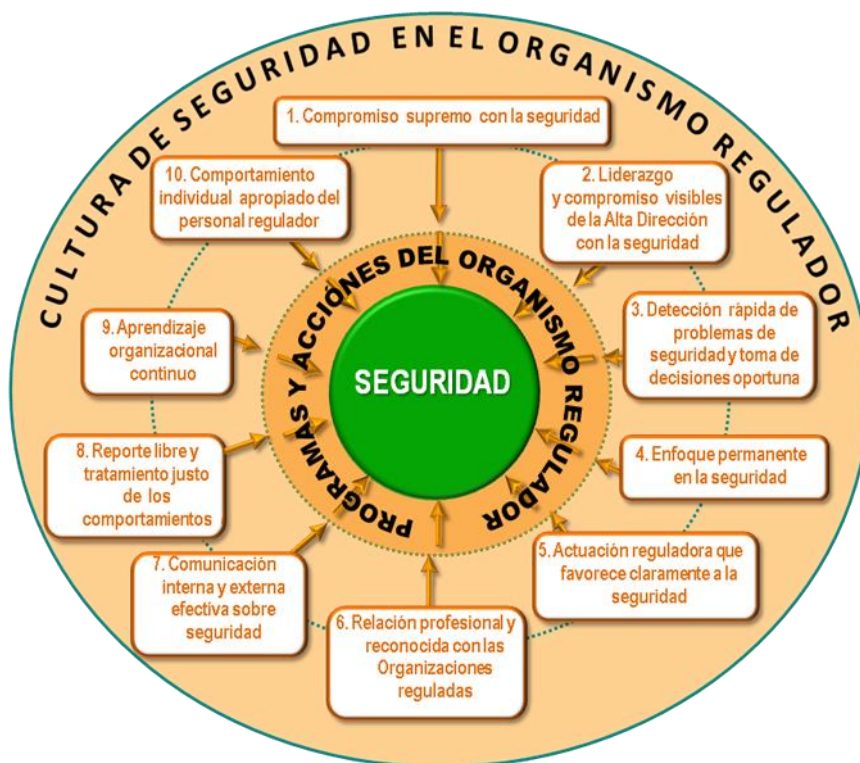 CULTURA DE SEGURIDAD EN EL ORGANISMO REGULADOR
1. Compromiso supremo con la seguridad
2. Liderazgo
y compromiso visibles
de la Alta Dirección
con la seguridad
3. Detección rápida de
problemas de
seguridad y toma de
decisiones oportuna
4. Enfoque permanente
en la seguridad
5. Actuación reguladora que
favorece claramente a la
seguridad
6. Relación profesional y
reconocida con las
Organizaciones
reguladas
7. Comunicación
interna y externa
efectiva sobre
seguridad
8. Reporte libre y
tratamiento justo
de los
comportamientos
9. Aprendizaje
organizacional
continuo
10. Comportamiento
individual apropiado del
personal regulador
PROGRAMAS Y ACCIÓNES DEL ORGANISMO REGULADOR
SEGURIDAD